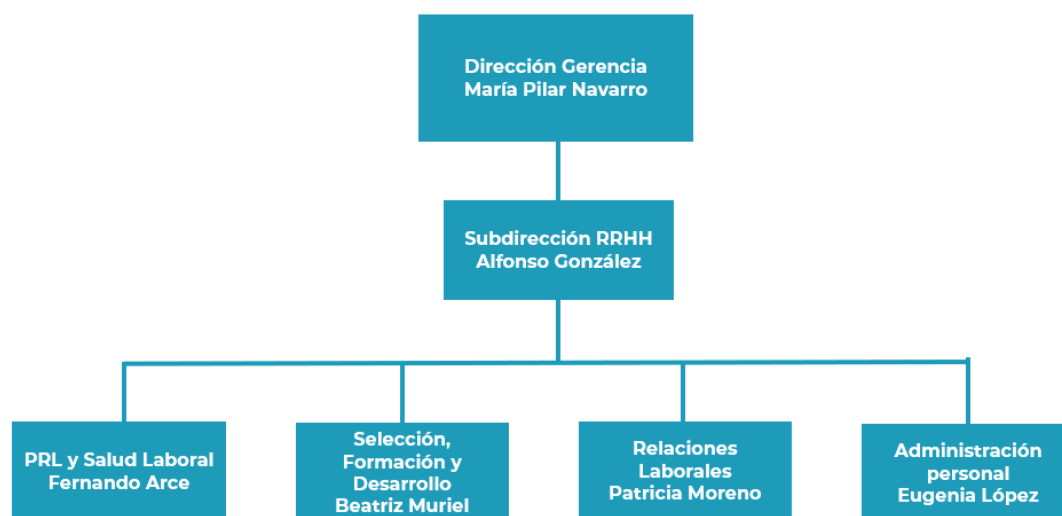 Dirección Gerencia
María Pilar Navarro
Subdirección RRHH
Alfonso González
PRL y Salud Laboral
Fernando Arce
Selección,
Formación y
Desarrollo
Beatriz Muriel
Relaciones
Laborales
Patricia Moreno
Administración
personal
Eugenia López